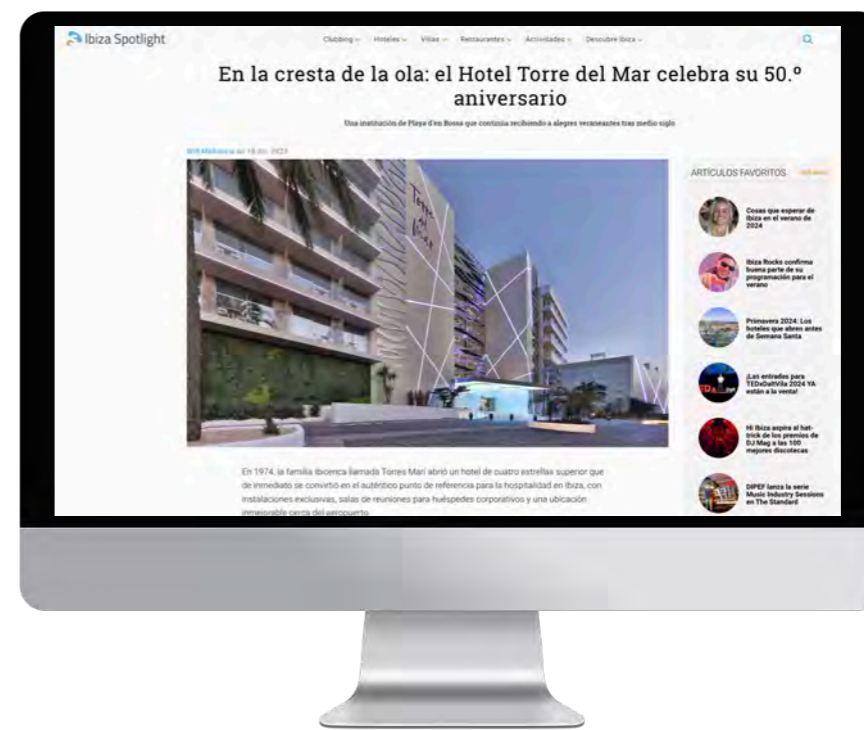 Ibiza Spotlight
Clubbing Hoteles Villas Restaurantes Actividades Descubre Ibiza
En la cresta de la ola: el Hotel Torre del Mar celebra su 50.º
aniversario
Una institución de Playa d'en Bossa que continúa recibiendo a alegres veraneantes tras medio siglo
Torre
del Mar
ARTÍCULOS FAVORITOS
Cosas que esperar de
Ibiza en el verano de
2024
Ibiza Rocks confirma
buena parte de su
programación para el
verano
Primavera 2024: Los
hoteles que abren antes
de Semana Santa
¡Las entradas para
TEDxDaltVila 2024 YA
están a la venta!
Hï Ibiza aspira al hat-
trick de los premios de
DJ Mag a las 100
mejores discotecas
DIPEF lanza la serie
Music Industry Sessions
en The Standard
En 1974, la familia ibicenca llamada Torres Marí abrió un hotel de cuatro estrellas superior que
de inmediato se convirtió en el auténtico punto de referencia para la hospitalidad en Ibiza, con
instalaciones exclusivas, salas de reuniones para huéspedes corporativos y una ubicación
inmejorable cerca del aeropuerto.